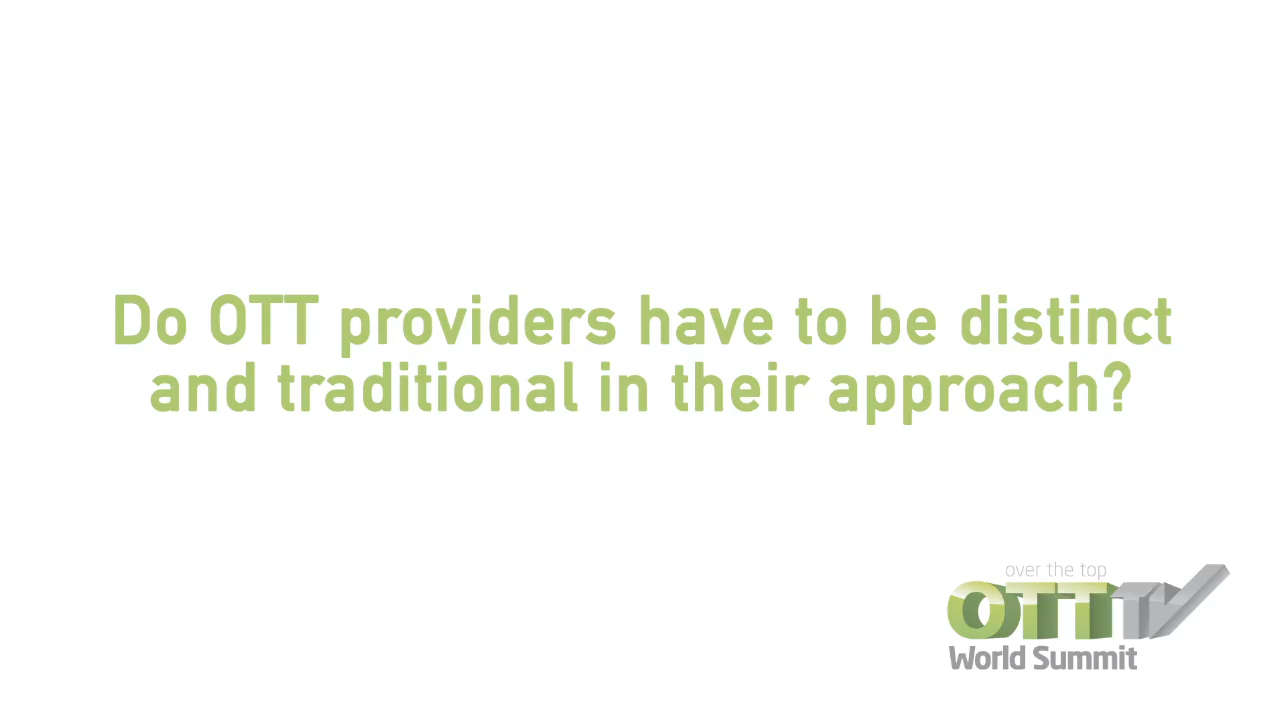 Do OTT providers have to be distinct
and traditional in their approach?
over the top
OTTTV
World Summit